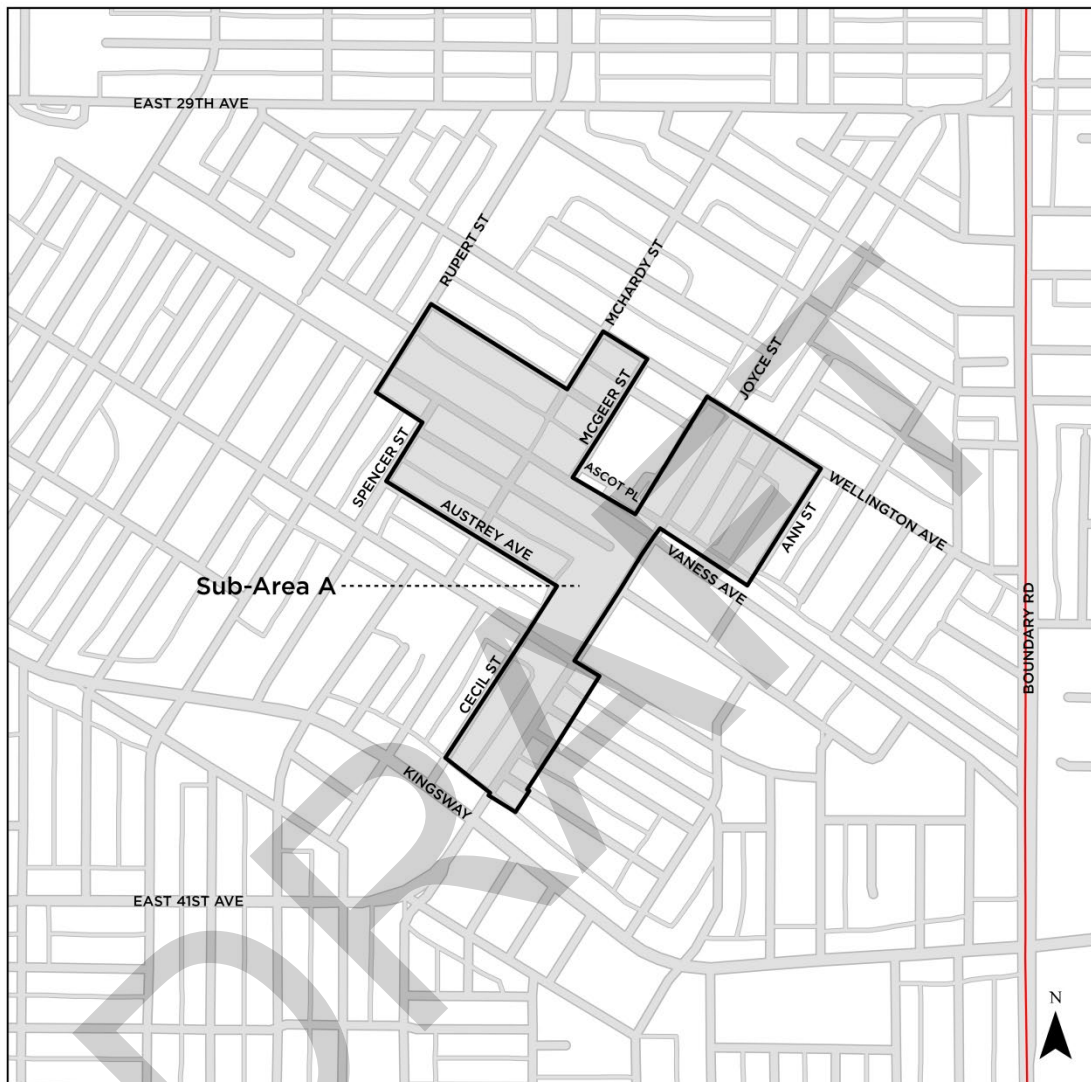 EAST 29TH AVE
RUPERT ST
MCHARDY ST
JOYCE ST
MCGEER ST
SPENCER ST
ASCOT PL
WELLINGTON AVE
ANN ST
AUSTREY AVE
VANESS AVE
Sub-Area A
BOUNDARY RD
CECIL ST
KINGSWAY
EAST 41ST AVE
N
DRAFT